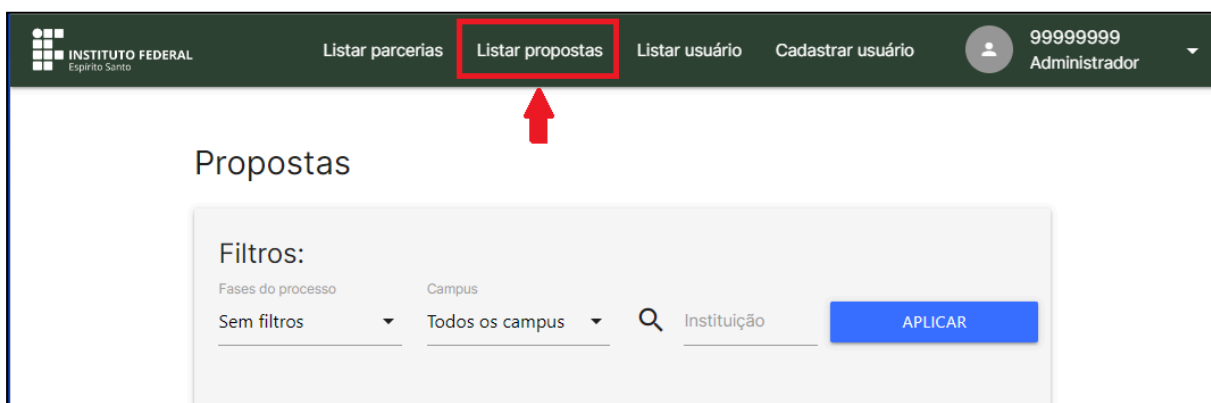 INSTITUTO FEDERAL
Espírito Santo
Listar parcerias
Listar propostas
Listar usuário
Cadastrar usuário
99999999
Administrador
Propostas
Filtros:
Fases do processo
Campus
Sem filtros
Todos os campus
Instituição
APLICAR